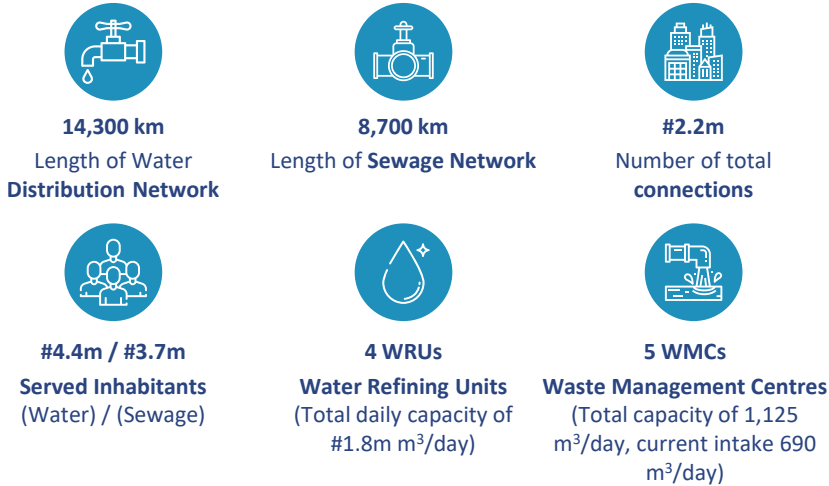 14,300 km
Length of Water
Distribution Network
8,700 km
Length of Sewage Network
#2.2m
Number of total
connections
#4.4m / #3.7m
Served Inhabitants
(Water) / (Sewage)
4 WRUs
Water Refining Units
(Total daily capacity of
#1.8m m³/day)
5 WMCs
Waste Management Centres
(Total capacity of 1,125
m³/day, current intake 690
m³/day)